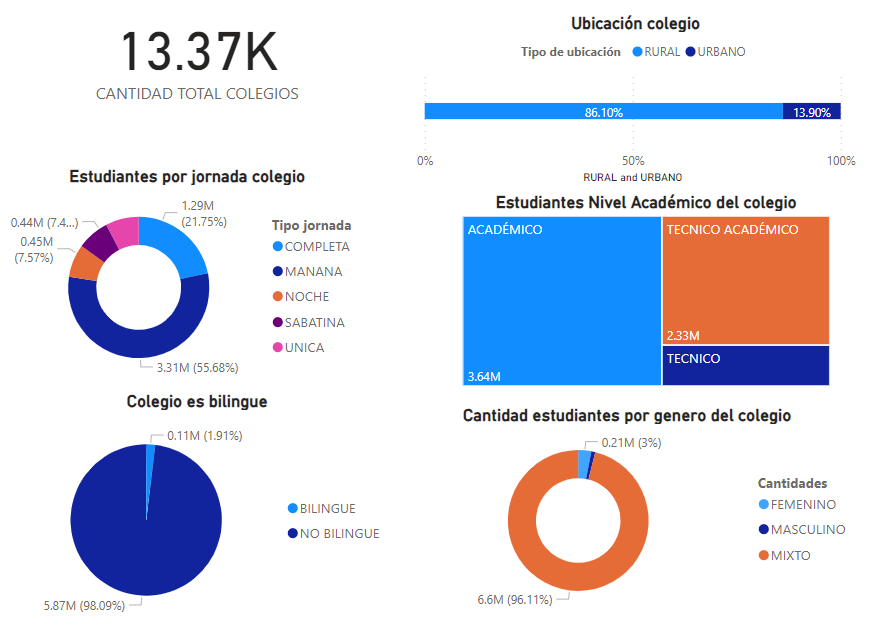 13.37K
CANTIDAD TOTAL COLEGIOS
Ubicación colegio
Tipo de ubicación RURAL URBANO
86.10% 13.90%
0% 50% 100%
RURAL and URBANO
Estudiantes por jornada colegio
1.29M
(21.75%)
0.44M (7.4...)
0.45M
(7.57%)
3.31M (55.68%)
Tipo jornada
COMPLETA
MANANA
NOCHE
SABATINA
UNICA
Estudiantes Nivel Académico del colegio
ACADÉMICO
3.64M
TECNICO ACADÉMICO
2.33M
TECNICO
Colegio es bilingue
0.11M (1.91%)
5.87M (98.09%)
BILINGUE
NO BILINGUE
Cantidad estudiantes por genero del colegio
0.21M (3%)
6.6M (96.11%)
Cantidades
FEMENINO
MASCULINO
MIXTO